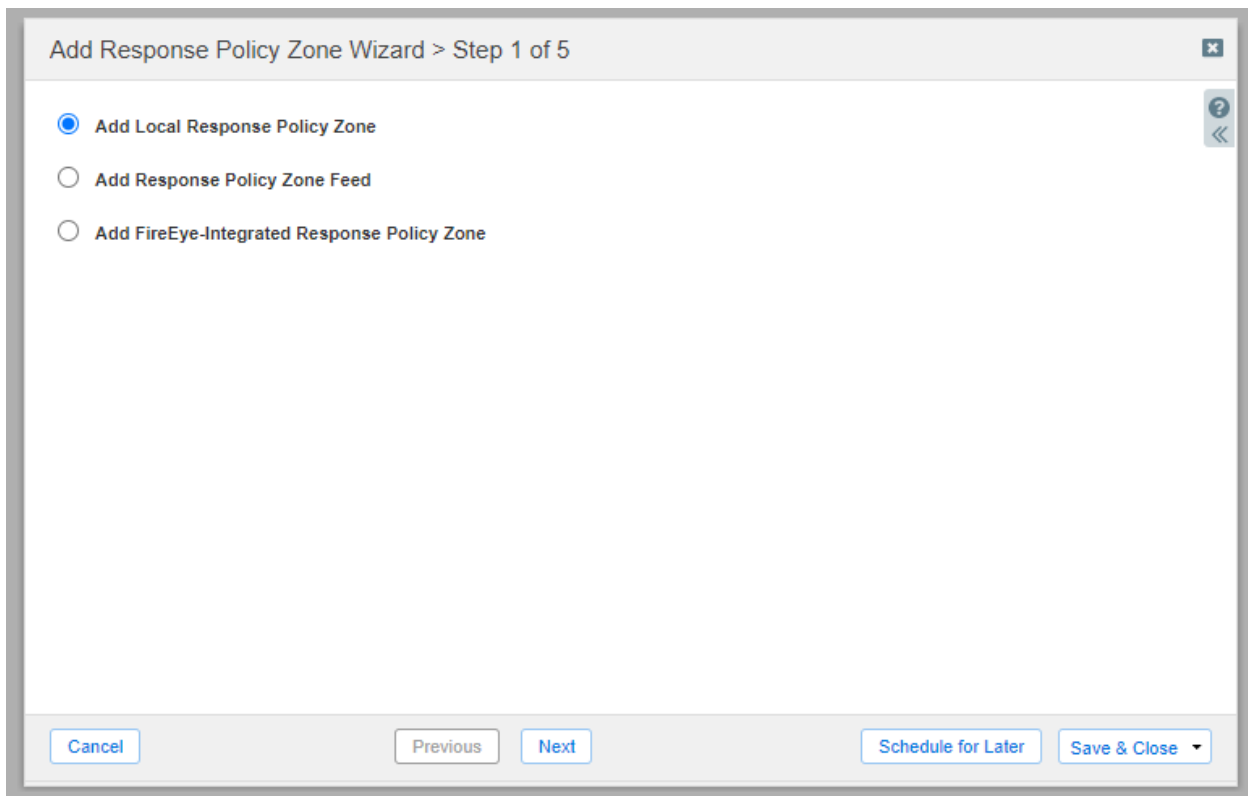 Add Response Policy Zone Wizard > Step 1 of 5
Add Local Response Policy Zone
Add Response Policy Zone Feed
Add FireEye-Integrated Response Policy Zone
Cancel
Previous
Next
Schedule for Later
Save & Close